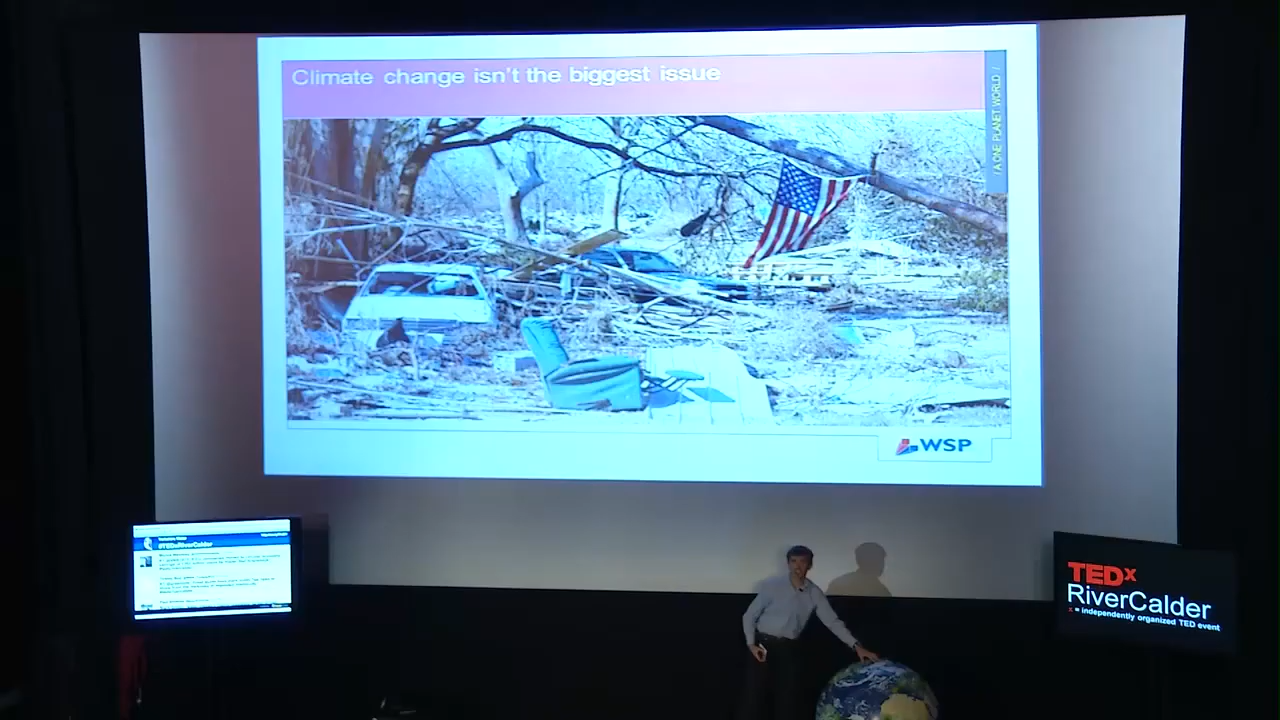 Climate change isn't the biggest issue
/ A ONE PLANET WORLD /
WSP
#TEDxRiverCalder
TEDx
RiverCalder
x = independently organized TED event